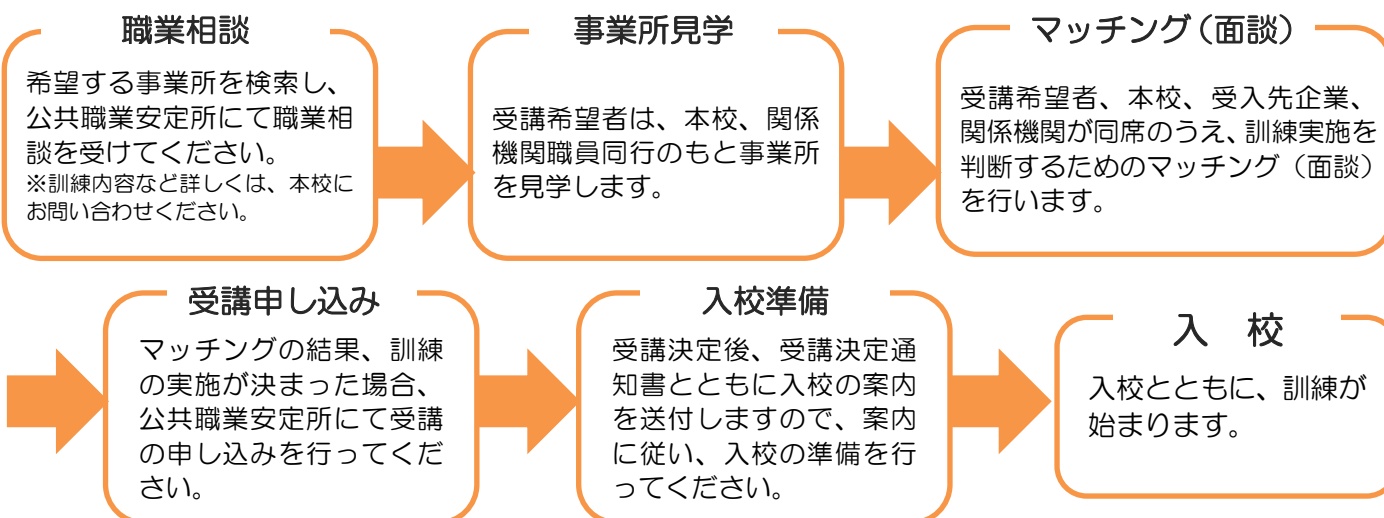 職業相談
希望する事業所を検索し、
公共職業安定所にて職業相
談を受けてください。
※訓練内容など詳しくは、本校に
お問い合わせください。
事業所見学
受講希望者は、本校、関係
機関職員同行のもと事業所
を見学します。
マッチング（面談）
受講希望者、本校、受入先企業、
関係機関が同席のうえ、訓練実施を
判断するためのマッチング（面談）
を行います。
受講申し込み
マッチングの結果、訓練
の実施が決まった場合、
公共職業安定所にて受講
の申し込みを行ってくだ
さい。
入校準備
受講決定後、受講決定通
知書とともに入校の案内
を送付しますので、案内
に従い、入校の準備を行
ってください。
入　校
入校とともに、訓練が
始まります。